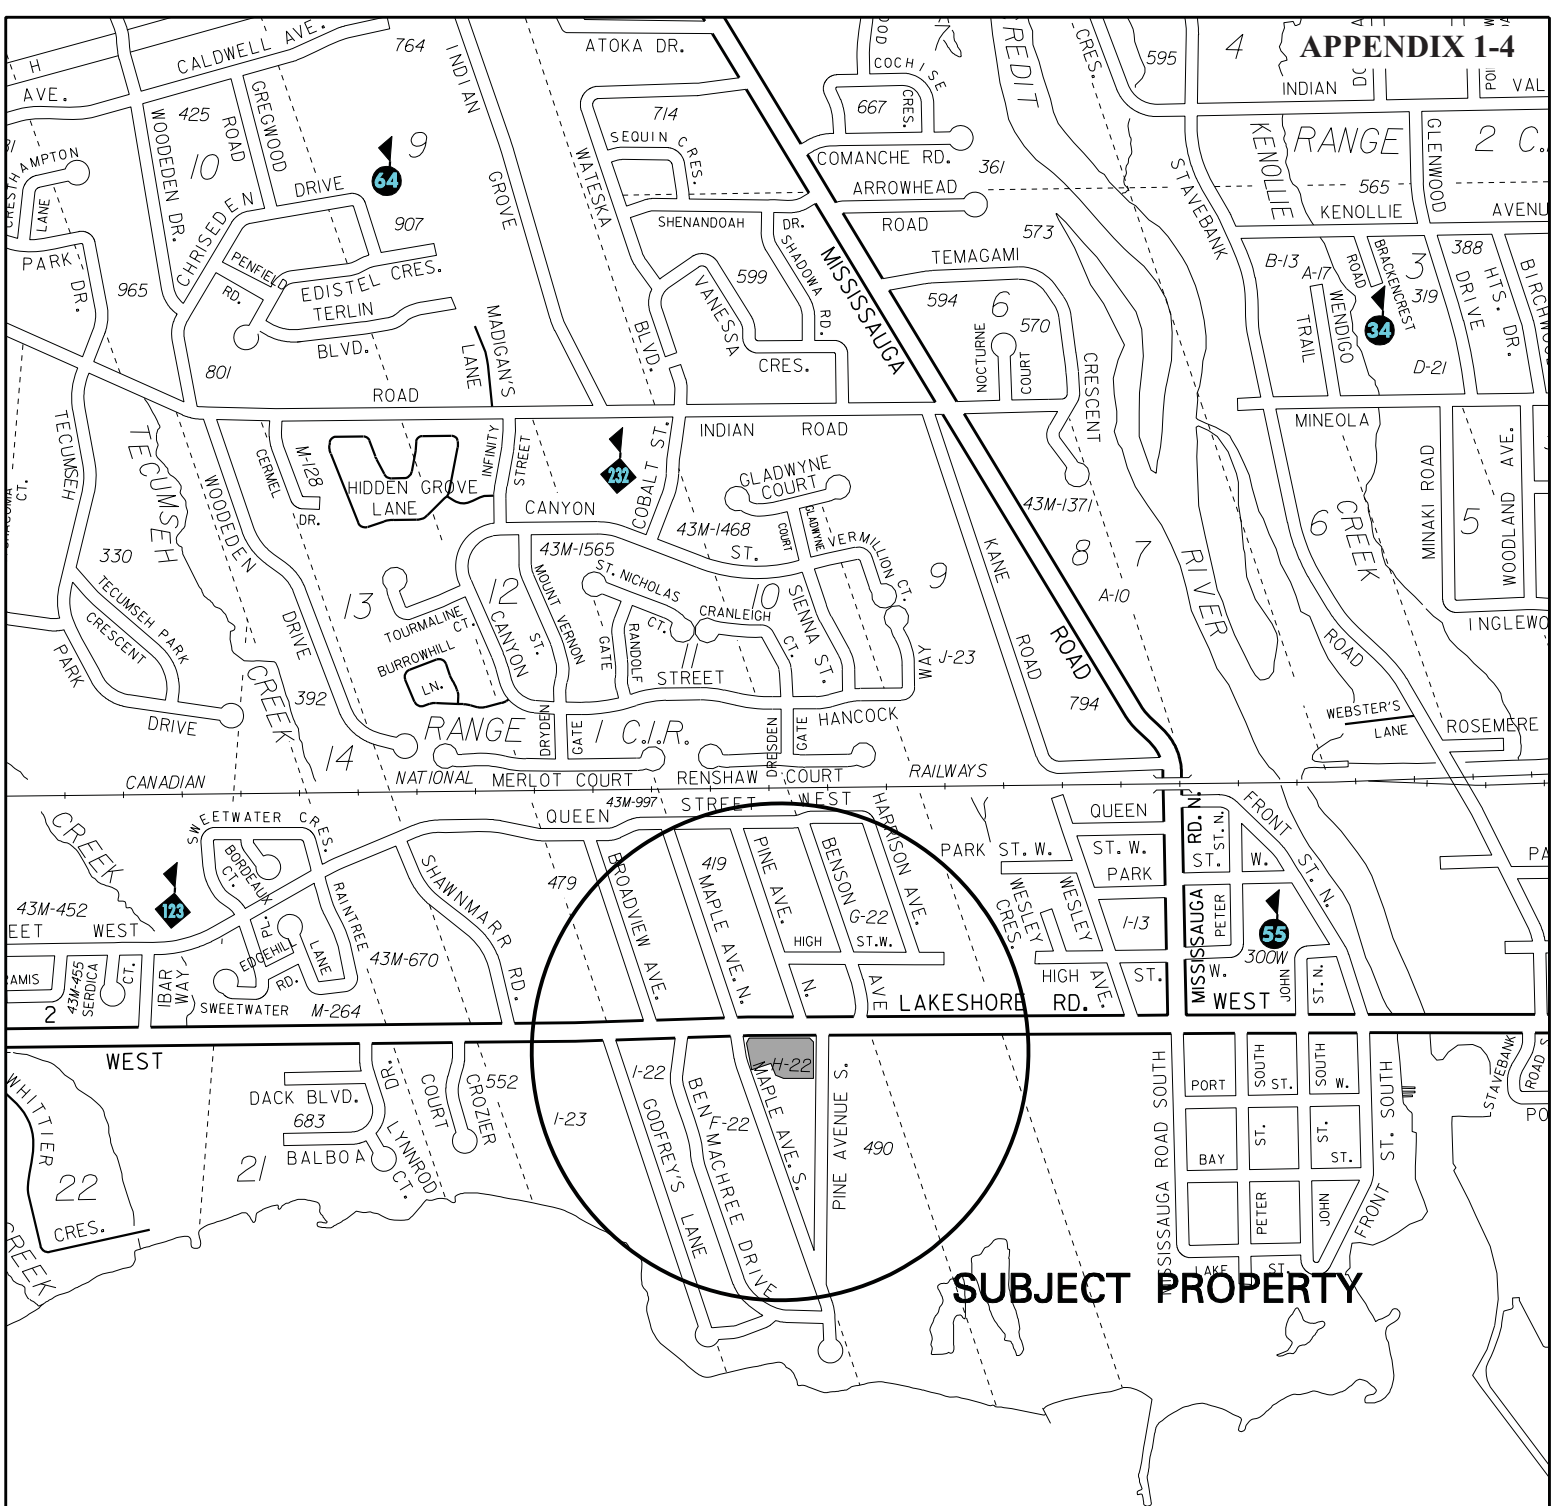 APPENDIX 1-4
CALDWELL AVE.
764
INDIAN
GROVE
ATOKA DR.
7
COCHISE
CRES.
667
CREDIT
CRES.
595
4
INDIAN
VAL
H
AVE.
425
10
WOODEDEN DR.
GREGWOOD
ROAD
9
64
714
SEQUIN CRES.
WATESKA
BLVD.
COMANCHE RD.
361
ARROWHEAD
ROAD
STAVEBANK
KENOLLIE
RANGE
2 C.
GLENWOOD
565
KENOLLIE
AVENU
CRESTHAMPTON
LANE
PARK
DR.
965
CHRISEDEN
DRIVE
907
PENFIELD
RD.
EDISTEL CRES.
TERLIN
BLVD.
801
SHENANDOAH
DR.
SHADOWA
RD.
599
VANESSA
CRES.
MISSISSAUGA
573
TEMAGAMI
594
6
570
NOCTURNE
COURT
CRESCENT
B-13
A-17
WENDIGO
TRAIL
ROAD
BRACKENCREST
3
319
34
388
DRIVE
HTS. DR.
D-21
MADIGAN'S
LANE
ROAD
INDIAN
ROAD
MINEOLA
TECUMSEH
TECUMSEH
CT.
WOODEDEN
CERMEL
M-128
DR.
HIDDEN GROVE
LANE
INFINITY
STREET
232
COBALT ST.
CANYON
43M-1468
ST.
GLADWYNE
COURT
GLADWYNE
COURT
VERMILLION CT.
43M-1371
KANE
ROAD
8
7
A-10
RIVER
6
CREEK
MINAKI ROAD
5
WOODLAND AVE.
INGLEWO
330
TECUMSEH PARK
CRESCENT
PARK
DRIVE
DRIVE
392
CREEK
14
13
TOURMALINE
CT.
BURROWHILL
LN.
12
CANYON
43M-1565
MOUNT VERNON
ST.
ST. NICHOLAS
CT.
GATE
RANDOLF
CRANLEIGH
CT.
10
SIENNA ST.
9
WAY
J-23
STREET
ROAD
794
ROAD
RANGE
1 C.I.R.
DRYDEN
GATE
DRESDEN
GATE
HANCOCK
WEBSTER'S
LANE
ROSEMERE
CANADIAN
NATIONAL
MERLOT COURT
RENSHAW COURT
RAILWAYS
QUEEN
43M-997
STREET
WEST
HARRISON AVE.
QUEEN
RD. N.
FRONT
ST. N.
CREEK
SWEETWATER CRES.
BORDEAUX
CT.
123
43M-452
EET WEST
RAMIS
43M-455
SERDICA
CT.
2
IBAR
WAY
EDGEHILL
PL.
RD.
LANE
RAINTREE
SWEETWATER
M-264
43M-670
SHAWNMARR
RD.
479
BROADVIEW AVE.
419
MAPLE AVE. N.
PINE AVE.
N.
BENSON
G-22
HIGH
ST. W.
AVE
PARK ST. W.
WESLEY
CRES.
WESLEY
AVE.
ST. W.
PARK
1-13
HIGH
ST.
ST.
ST. N.
W.
PETER
MISSISSAUGA
55
300W
W.
JOHN
ST. N.
PA
LAKESHORE RD.
WEST
WEST
WHITTIER
22
CRES.
CREEK
DACK BLVD.
683
BALBOA
21
DR.
LYNNROD
CT.
COURT
CROZIER
552
I-23
I-22
GODFREY'S
LANE
BEN MACHREE DRIVE
F-22
H-22
MAPLE AVE. S.
PINE AVENUE S.
490
MISSISSAUGA ROAD SOUTH
PORT
SOUTH
ST.
SOUTH
W.
BAY
ST.
ST.
ST.
PETER
JOHN
FRONT
ST. SOUTH
LAKE
ST.
STAVEBANK
ROAD S
PO
SUBJECT PROPERTY